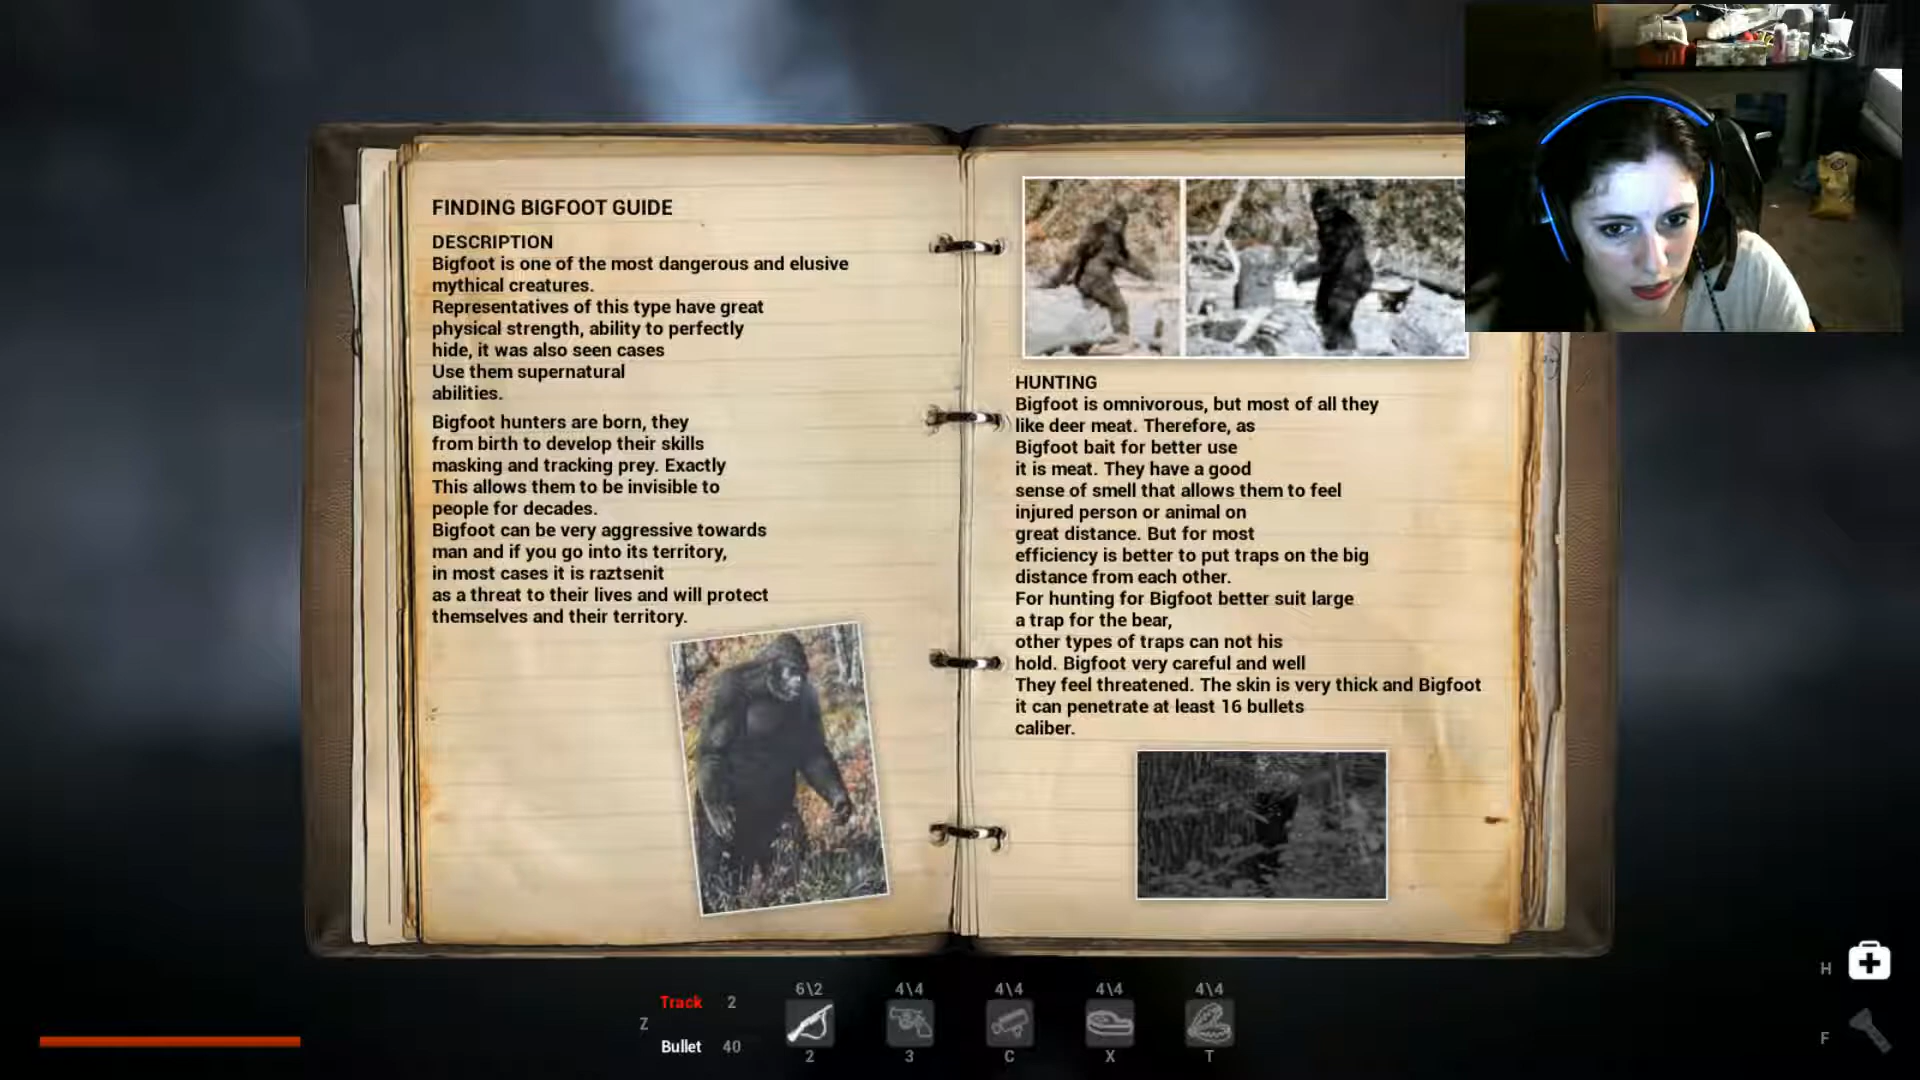 FINDING BIGFOOT GUIDE
DESCRIPTION
Bigfoot is one of the most dangerous and elusive
mythical creatures.
Representatives of this type have great
physical strength, ability to perfectly
hide, it was also seen cases
Use them supernatural
abilities.
Bigfoot hunters are born, they
from birth to develop their skills
masking and tracking prey. Exactly
This allows them to be invisible to
people for decades.
Bigfoot can be very aggressive towards
man and if you go into its territory,
in most cases it is raztsenit
as a threat to their lives and will protect
themselves and their territory.
HUNTING
Bigfoot is omnivorous, but most of all they
like deer meat. Therefore, as
Bigfoot bait for better use
it is meat. They have a good
sense of smell that allows them to feel
injured person or animal on
great distance. But for most
efficiency is better to put traps on the big
distance from each other.
For hunting for Bigfoot better suit large
a trap for the bear,
other types of traps can not his
hold. Bigfoot very careful and well
They feel threatened. The skin is very thick and Bigfoot
it can penetrate at least 16 bullets
caliber.
Track 2
Z
Bullet 40
6\2 4\4 4\4 4\4 4\4
2 3 C X T
H
F